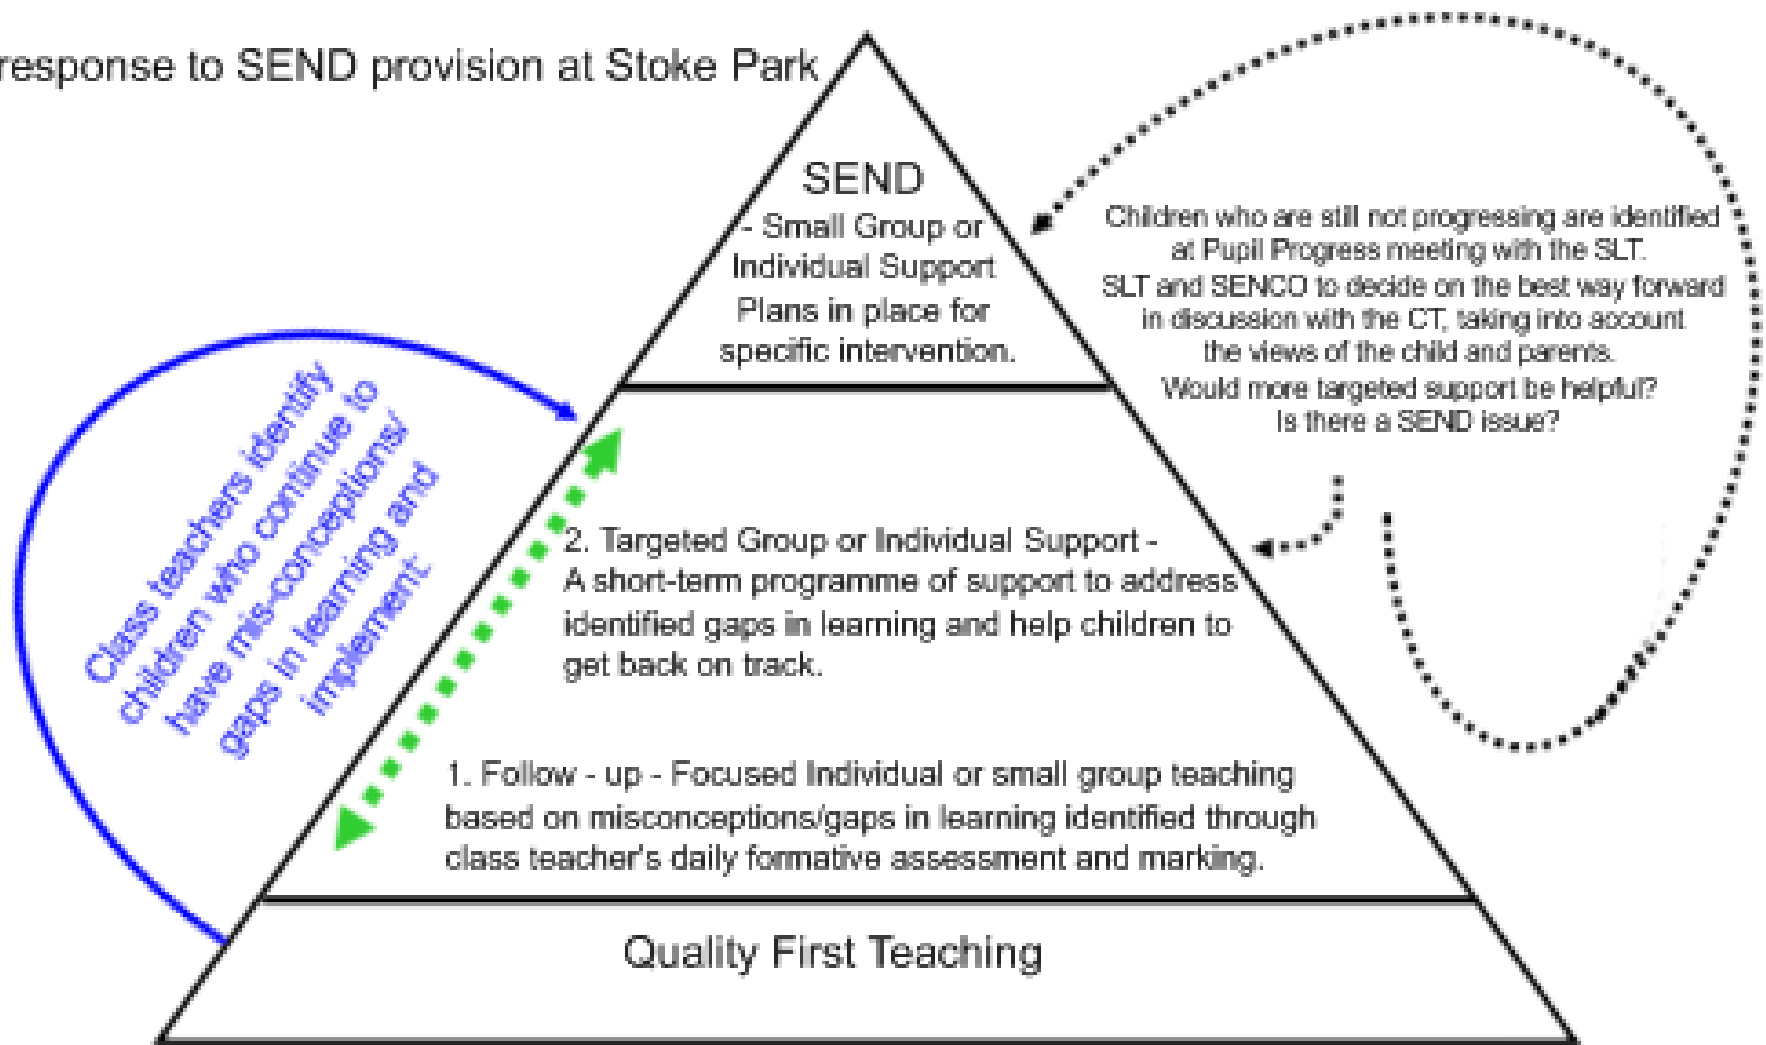 response to SEND provision at Stoke Park
SEND
- Small Group or
Individual Support
Plans in place for
specific intervention.
Children who are still not progressing are identified
at Pupil Progress meeting with the SLT.
SLT and SENCO to decide on the best way forward
in discussion with the CT, taking into account
the views of the child and parents.
Would more targeted support be helpful?
Is there a SEND issue?
Class teachers identify
children who continue to
have mis-conceptions/
gaps in learning and
implement:
2. Targeted Group or Individual Support -
A short-term programme of support to address
identified gaps in learning and help children to
get back on track.
1. Follow - up - Focused Individual or small group teaching
based on misconceptions/gaps in learning identified through
class teacher's daily formative assessment and marking.
Quality First Teaching